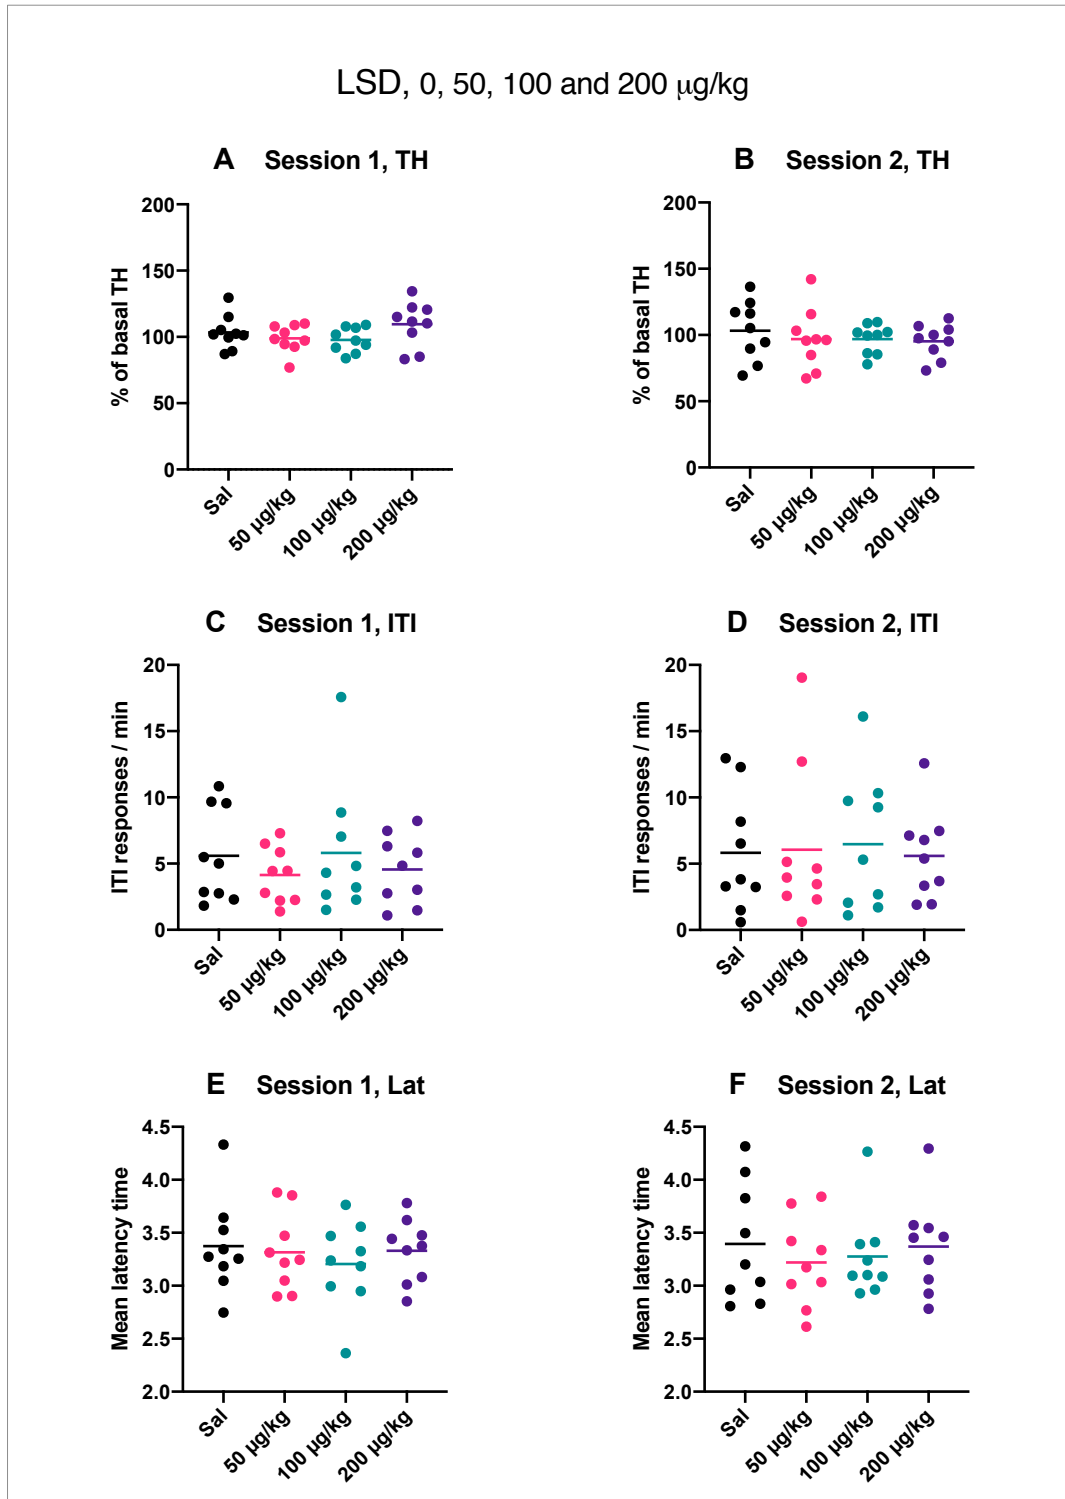 LSD, 0, 50, 100 and 200 µg/kg
A Session 1, TH
% of basal TH
200
150
100
50
0
Sal
50 µg/kg
100 µg/kg
200 µg/kg
B Session 2, TH
% of basal TH
200
150
100
50
0
Sal
50 µg/kg
100 µg/kg
200 µg/kg
C Session 1, ITI
ITI responses / min
20
15
10
5
0
Sal
50 µg/kg
100 µg/kg
200 µg/kg
D Session 2, ITI
ITI responses / min
20
15
10
5
0
Sal
50 µg/kg
100 µg/kg
200 µg/kg
E Session 1, Lat
Mean latency time
4.5
4.0
3.5
3.0
2.5
2.0
Sal
50 µg/kg
100 µg/kg
200 µg/kg
F Session 2, Lat
Mean latency time
4.5
4.0
3.5
3.0
2.5
2.0
Sal
50 µg/kg
100 µg/kg
200 µg/kg